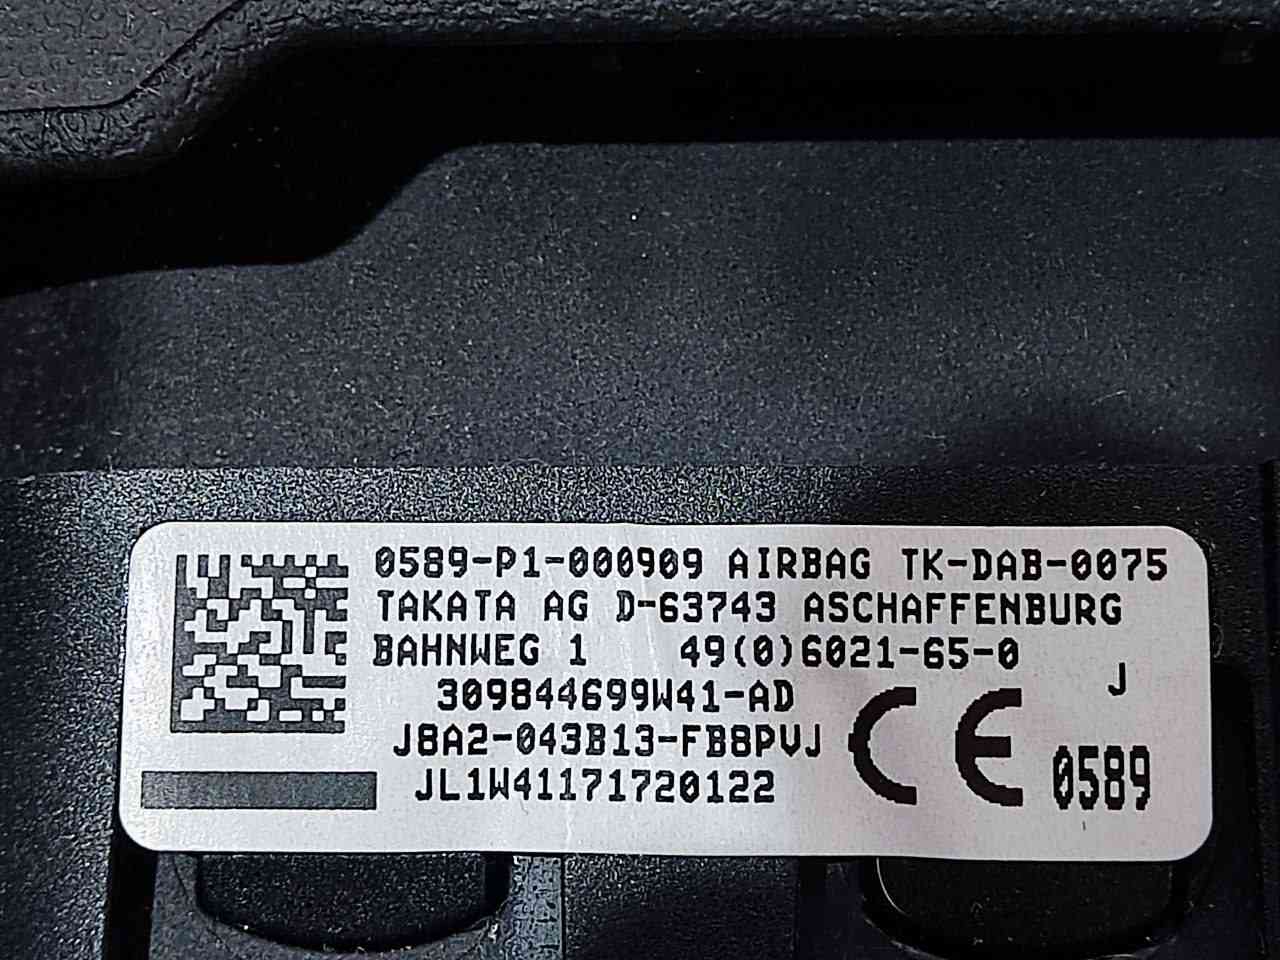 0589-P1-000909 AIRBAG TK-DAB-0075
TAKATA AG D-63743 ASCHAFFENBURG
BAHNWEG 1 49(0)6021-65-0
J
309844699W41-AD
J8A2-043B13-FB8PVJ
JL1W41171720122
CE 0589